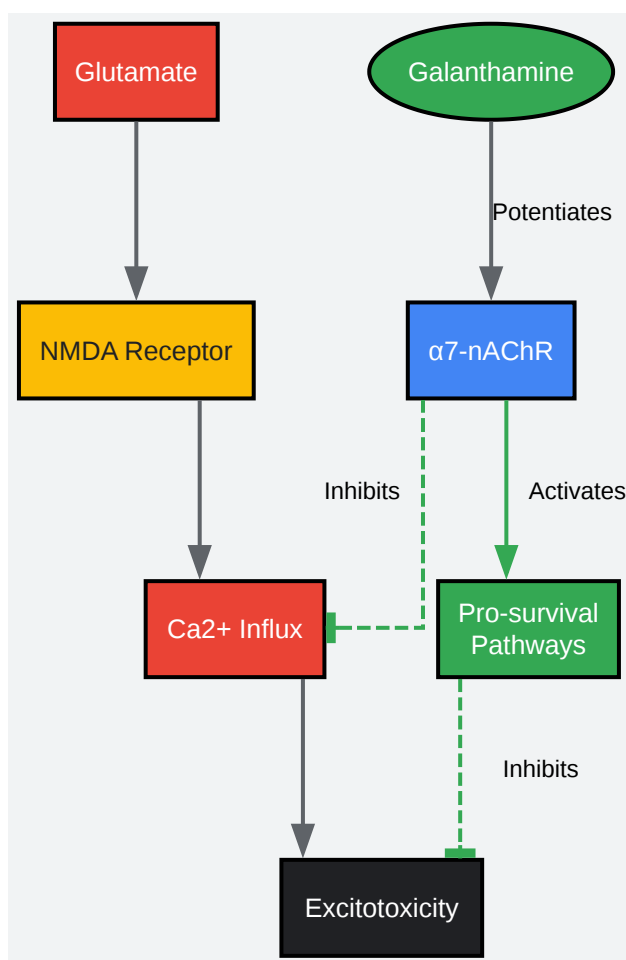 Glutamate
Galanthamine
Potentiates
NMDA Receptor
α7-nAChR
Inhibits
Activates
Ca2+ Influx
Pro-survival
Pathways
Inhibits
Excitotoxicity